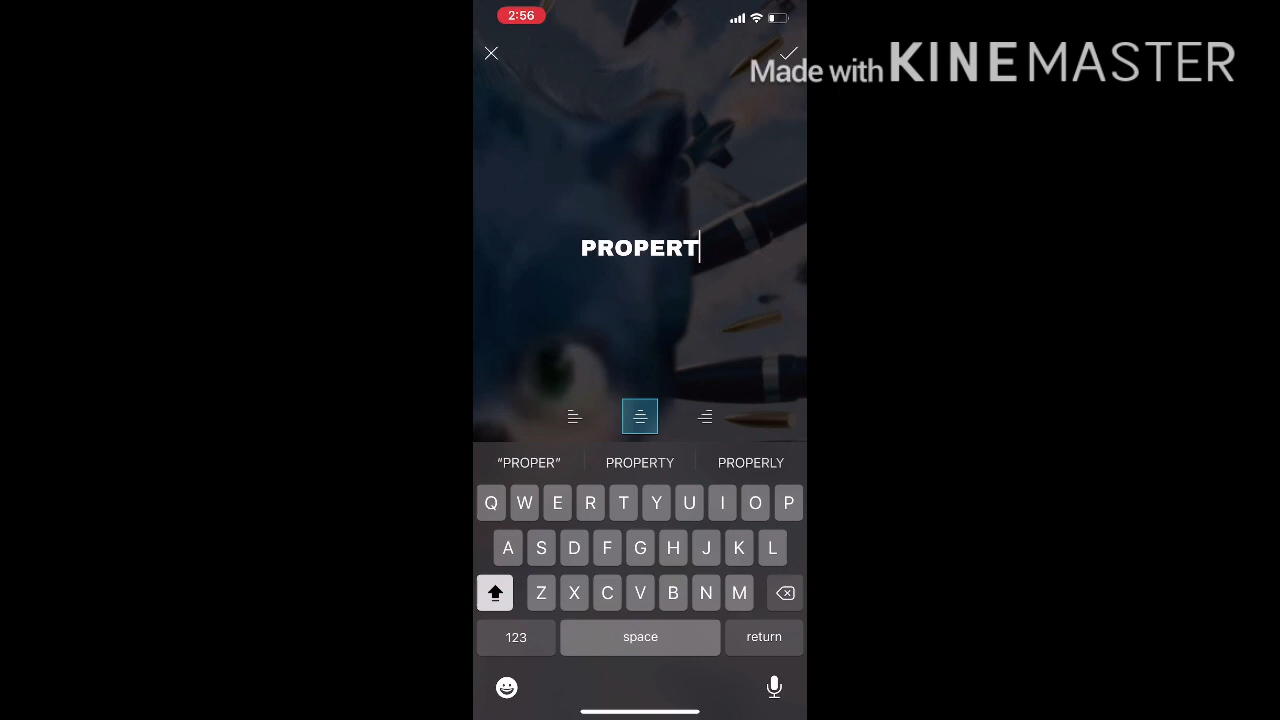 2:56
Made with KINEMASTER
PROPERT
“PROPER” PROPERTY PROPERLY
Q W E R T Y U I O P
A S D F G H J K L
Z X C V B N M
123 space return